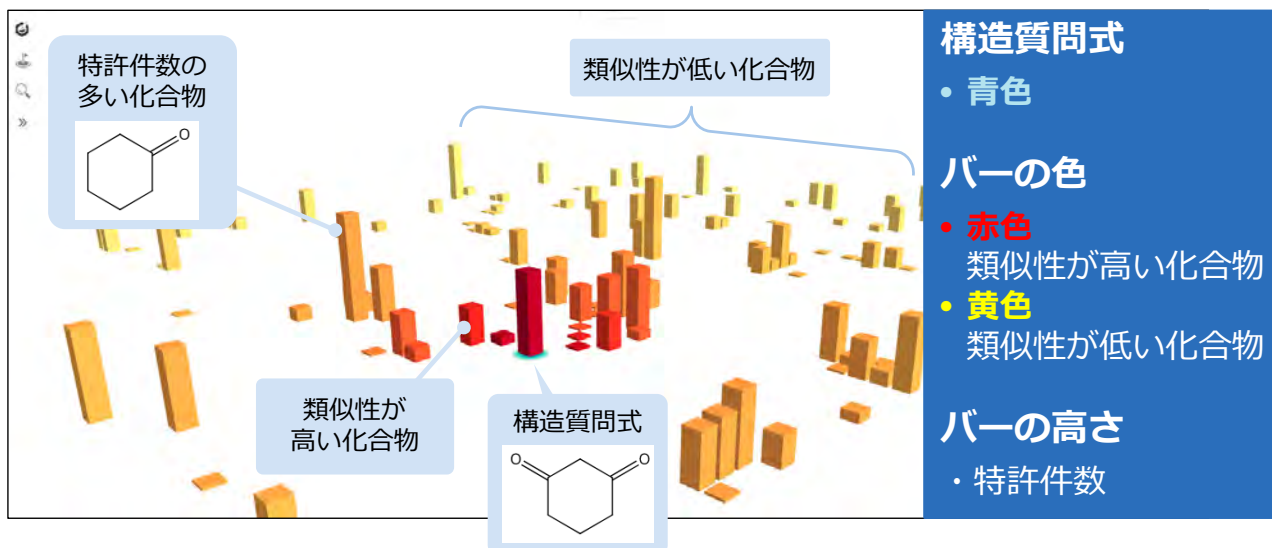 特許件数の
多い化合物
O
類似性が低い化合物
類似性が
高い化合物
構造質問式
O
O
構造質問式
• 青色
バーの色
• 赤色
類似性が高い化合物
• 黄色
類似性が低い化合物
バーの高さ
・特許件数